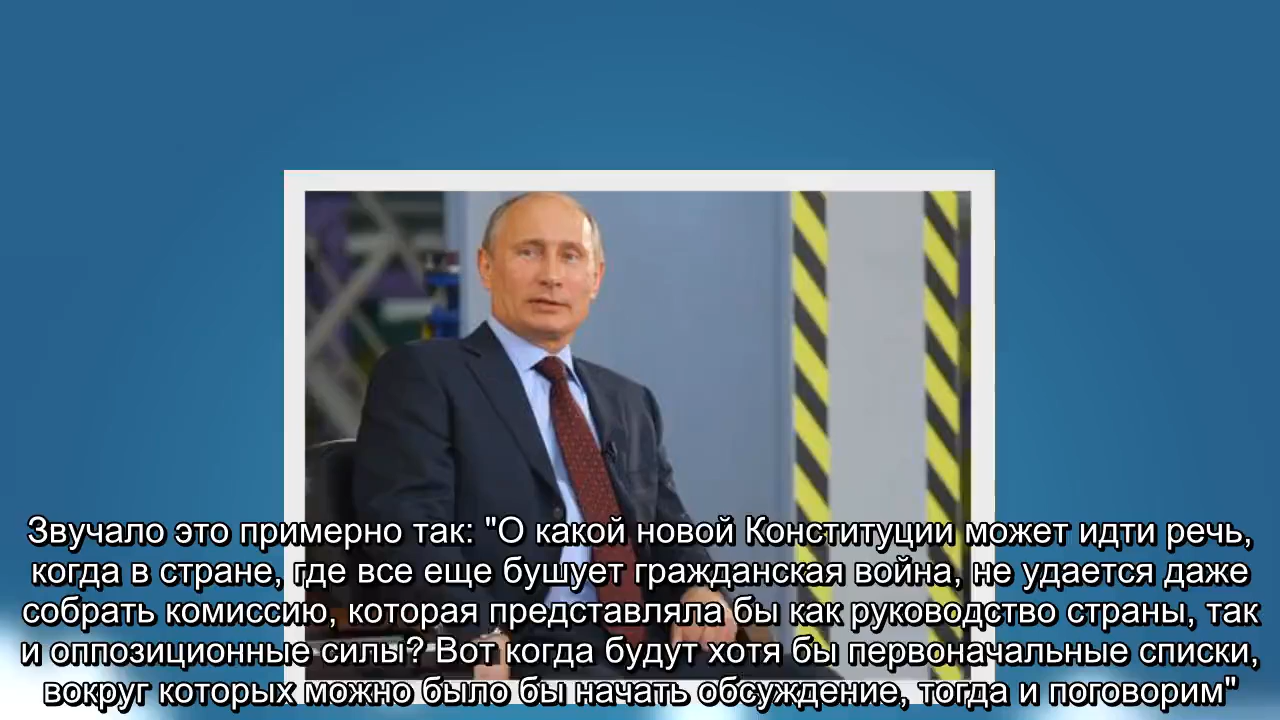 Звучало это примерно так: "О какой новой Конституции может идти речь,
когда в стране, где все еще бушует гражданская война, не удается даже
собрать комиссию, которая представляла бы как руководство страны, так
и оппозиционные силы? Вот когда будут хотя бы первоначальные списки,
вокруг которых можно было бы начать обсуждение, тогда и поговорим"